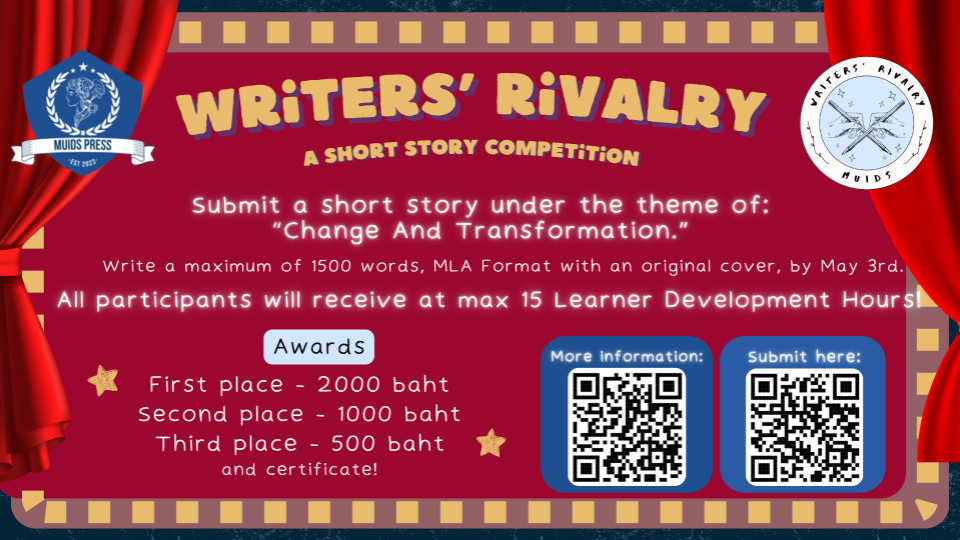 WRiTERS' RiVALRY
A SHORT STORY COMPETiTiON
MUIDS PRESS
EST 2023
WRITERS' RIVALRY
MUIDS
Submit a short story under the theme of:
“Change And Transformation.”
Write a maximum of 1500 words, MLA Format with an original cover, by May 3rd.
All participants will receive at max 15 Learner Development Hours!
Awards
First place - 2000 baht
Second place - 1000 baht
Third place - 500 baht
and certificate!
More information:
Submit here: